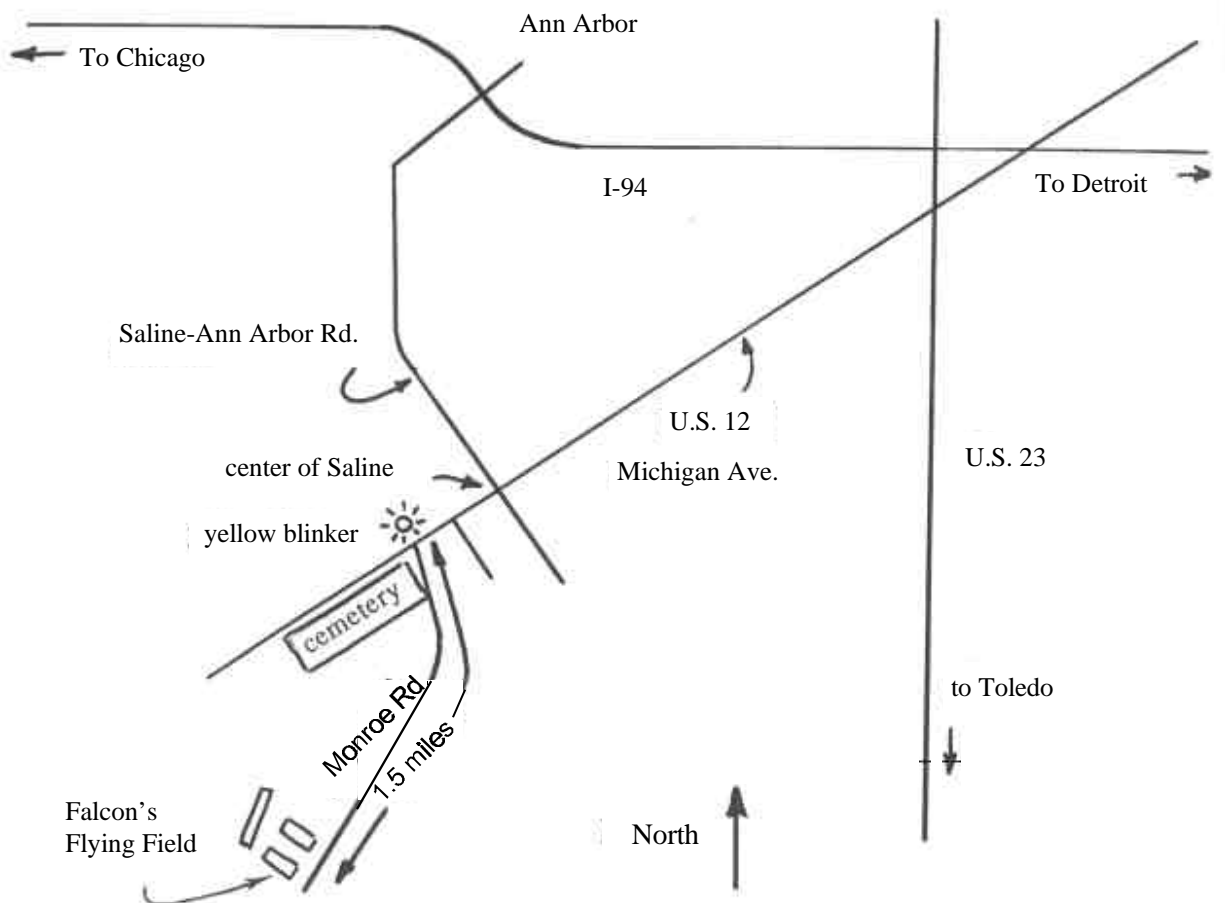 Ann Arbor
To Chicago
I-94
To Detroit
Saline-Ann Arbor Rd.
U.S. 12
Michigan Ave.
U.S. 23
center of Saline
yellow blinker
cemetery
Monroe Rd.
1.5 miles
to Toledo
Falcon's
Flying Field
North